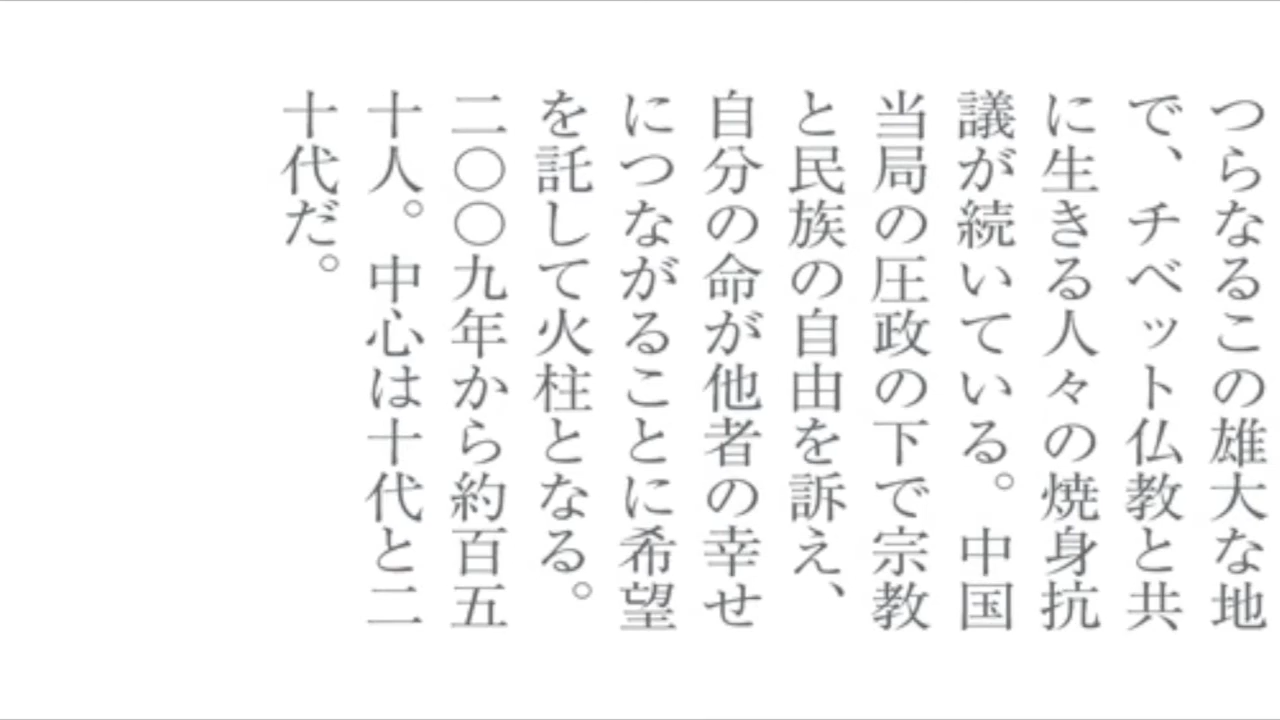 つらなるこの雄大な地
で、チベット仏教と共
に生きる人々の焼身抗
議が続いている。中国
当局の圧政の下で宗教
と民族の自由を訴え、
自分の命が他者の幸せ
につながることに希望
を託して火柱となる。
二〇〇九年から約百五
十人。中心は十代と二
十代だ。